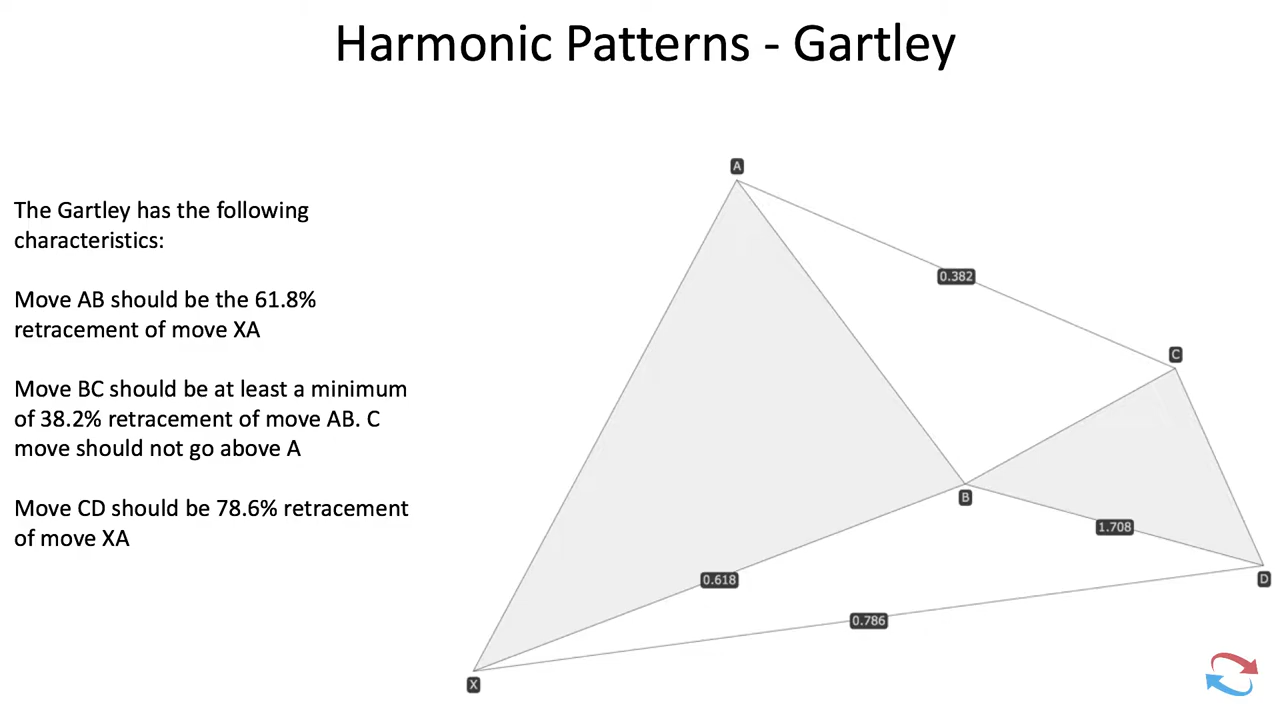 Harmonic Patterns - Gartley
A
The Gartley has the following
characteristics:
0.382
Move AB should be the 61.8%
retracement of move XA
C
Move BC should be at least a minimum
of 38.2% retracement of move AB. C
move should not go above A
B
Move CD should be 78.6% retracement
of move XA
1.708
0.618
D
0.786
X